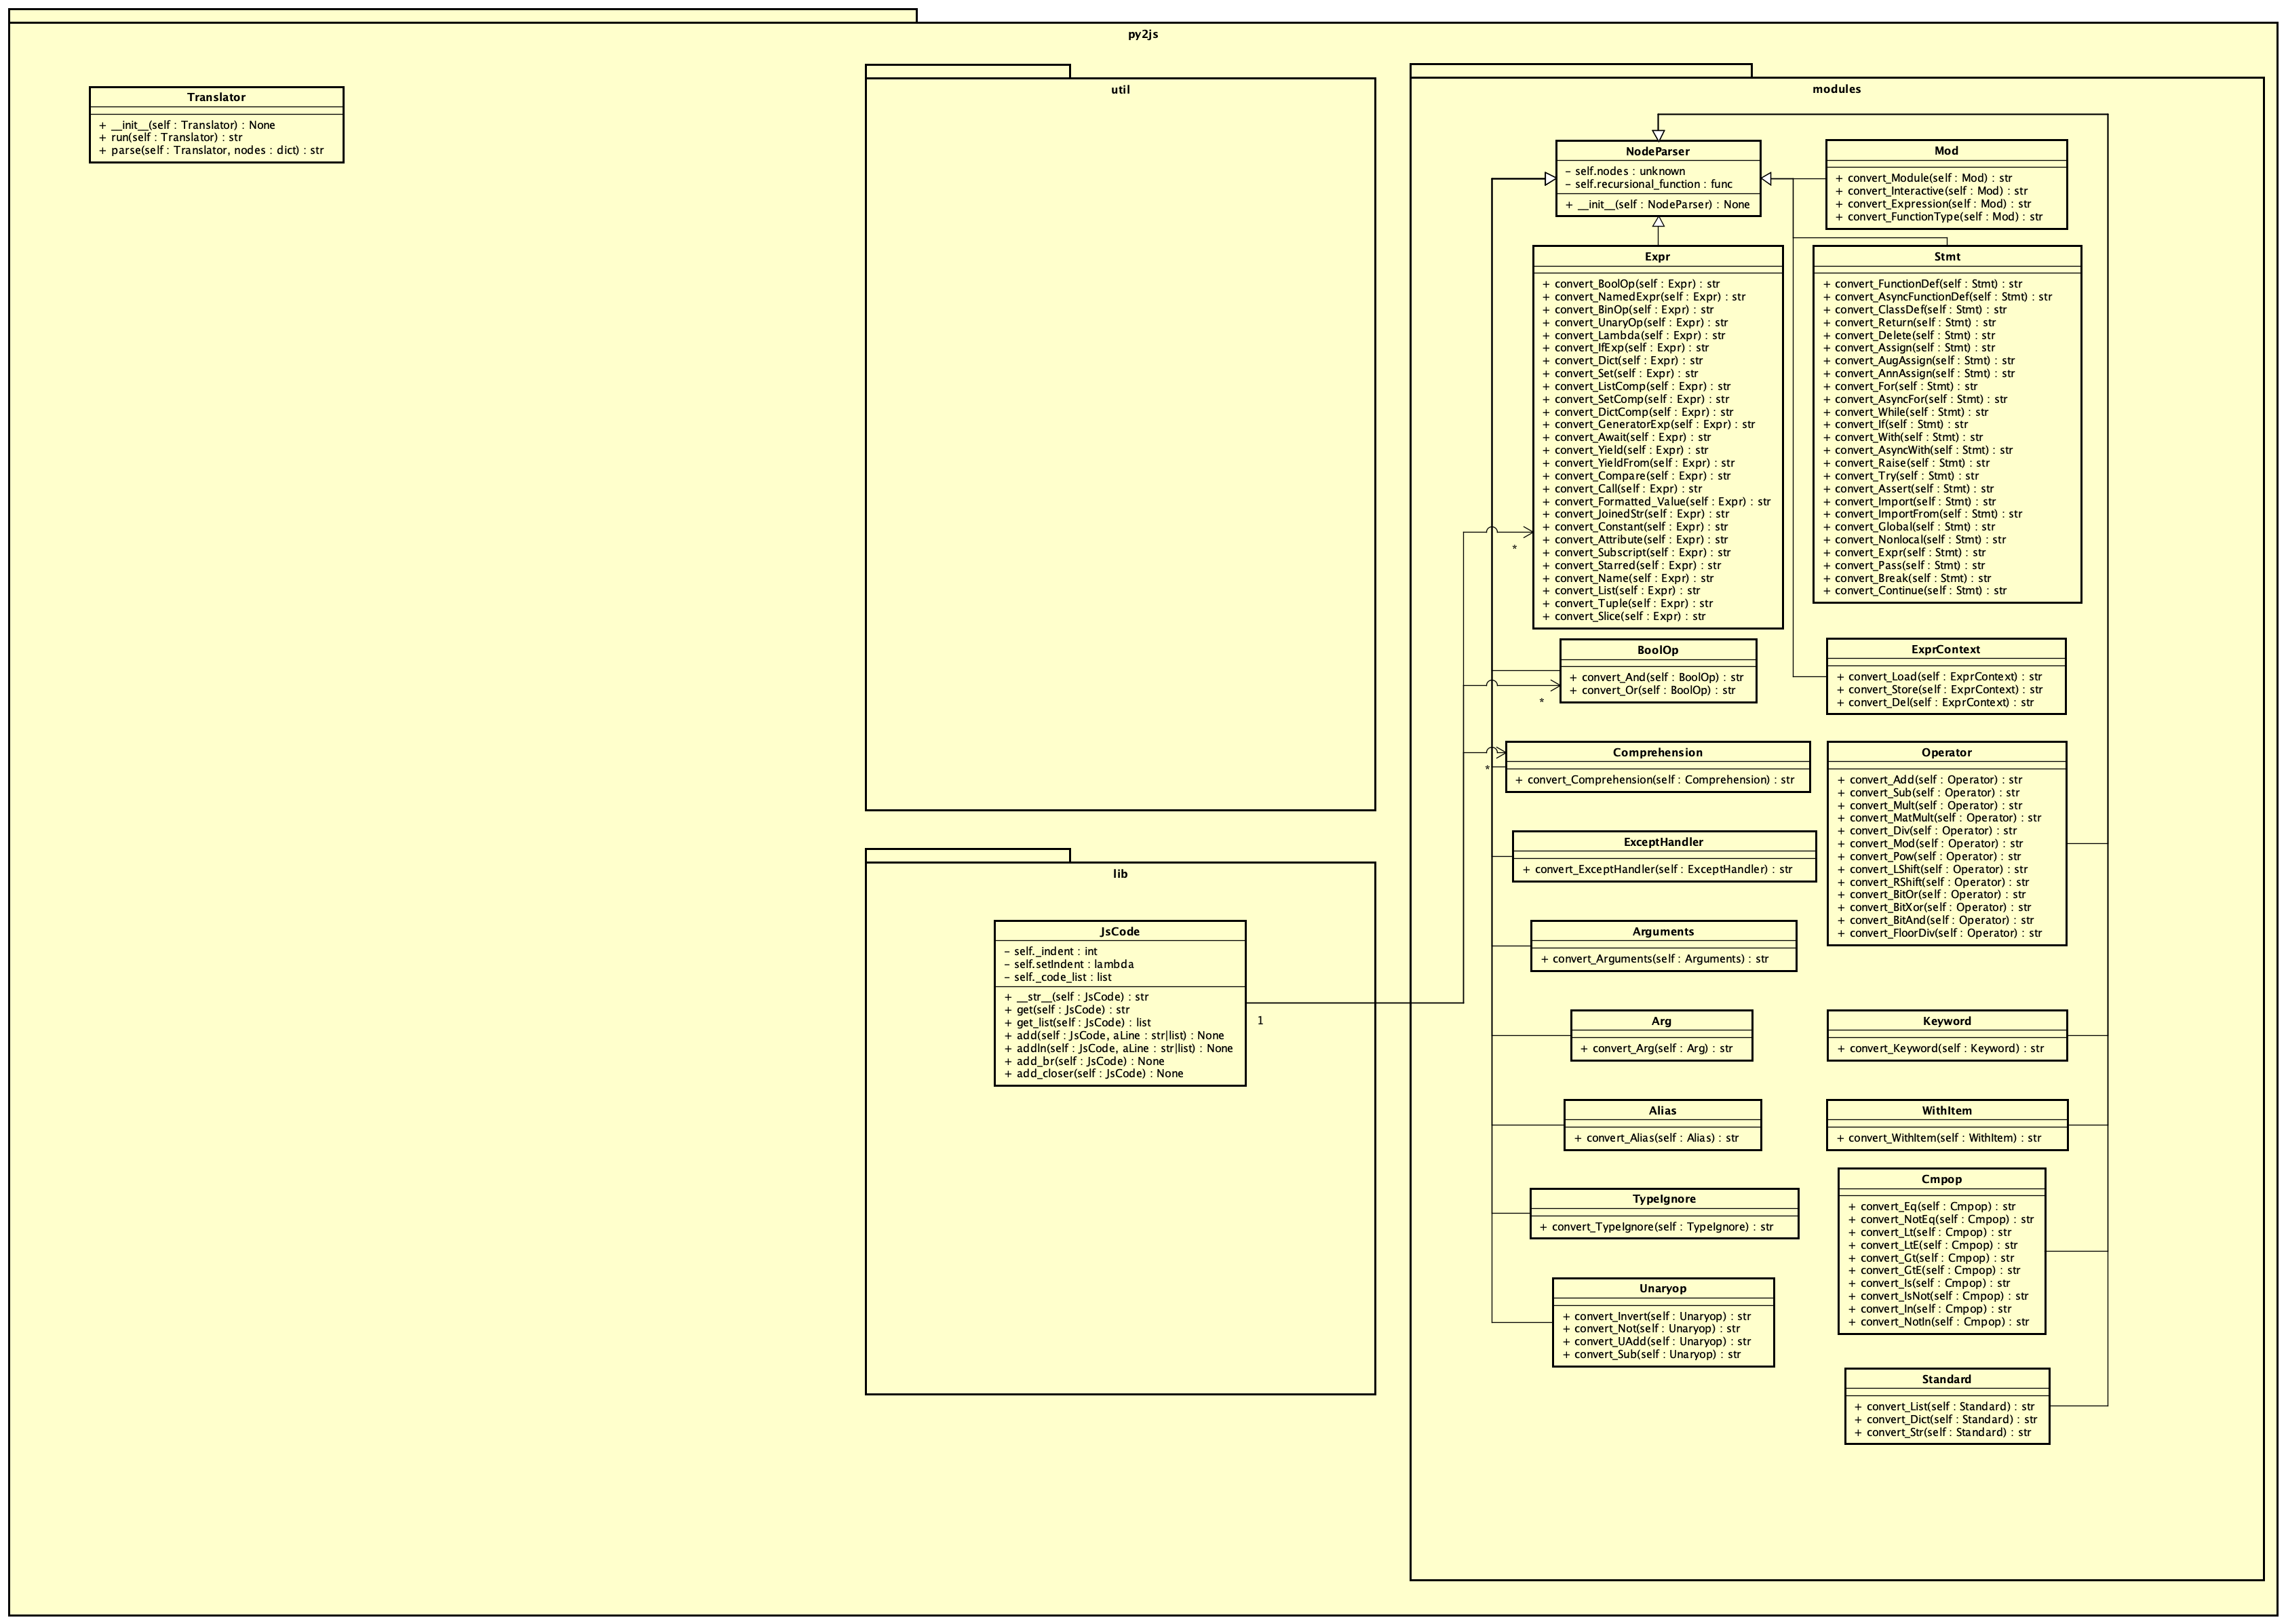 py2js
Translator
+ __init__(self : Translator) : None
+ run(self : Translator) : str
+ parse(self : Translator, nodes : dict) : str
util
lib
JsCode
– self._indent : int
– self.setIndent : lambda
– self._code_list : list
+ __str__(self : JsCode) : str
+ get(self : JsCode) : str
+ get_list(self : JsCode) : list
+ add(self : JsCode, aLine : str|list) : None
+ addln(self : JsCode, aLine : str|list) : None
+ add_br(self : JsCode) : None
+ add_closer(self : JsCode) : None
1
modules
NodeParser
– self.nodes : unknown
– self.recursional_function : func
+ __init__(self : NodeParser) : None
Mod
+ convert_Module(self : Mod) : str
+ convert_Interactive(self : Mod) : str
+ convert_Expression(self : Mod) : str
+ convert_FunctionType(self : Mod) : str
Expr
+ convert_BoolOp(self : Expr) : str
+ convert_NamedExpr(self : Expr) : str
+ convert_BinOp(self : Expr) : str
+ convert_UnaryOp(self : Expr) : str
+ convert_Lambda(self : Expr) : str
+ convert_IfExp(self : Expr) : str
+ convert_Dict(self : Expr) : str
+ convert_Set(self : Expr) : str
+ convert_ListComp(self : Expr) : str
+ convert_SetComp(self : Expr) : str
+ convert_DictComp(self : Expr) : str
+ convert_GeneratorExp(self : Expr) : str
+ convert_Await(self : Expr) : str
+ convert_Yield(self : Expr) : str
+ convert_YieldFrom(self : Expr) : str
+ convert_Compare(self : Expr) : str
+ convert_Call(self : Expr) : str
+ convert_Formatted_Value(self : Expr) : str
+ convert_JoinedStr(self : Expr) : str
+ convert_Constant(self : Expr) : str
+ convert_Attribute(self : Expr) : str
+ convert_Subscript(self : Expr) : str
+ convert_Starred(self : Expr) : str
+ convert_Name(self : Expr) : str
+ convert_List(self : Expr) : str
+ convert_Tuple(self : Expr) : str
+ convert_Slice(self : Expr) : str
*
Stmt
+ convert_FunctionDef(self : Stmt) : str
+ convert_AsyncFunctionDef(self : Stmt) : str
+ convert_ClassDef(self : Stmt) : str
+ convert_Return(self : Stmt) : str
+ convert_Delete(self : Stmt) : str
+ convert_Assign(self : Stmt) : str
+ convert_AugAssign(self : Stmt) : str
+ convert_AnnAssign(self : Stmt) : str
+ convert_For(self : Stmt) : str
+ convert_AsyncFor(self : Stmt) : str
+ convert_While(self : Stmt) : str
+ convert_If(self : Stmt) : str
+ convert_With(self : Stmt) : str
+ convert_AsyncWith(self : Stmt) : str
+ convert_Raise(self : Stmt) : str
+ convert_Try(self : Stmt) : str
+ convert_Assert(self : Stmt) : str
+ convert_Import(self : Stmt) : str
+ convert_ImportFrom(self : Stmt) : str
+ convert_Global(self : Stmt) : str
+ convert_Nonlocal(self : Stmt) : str
+ convert_Expr(self : Stmt) : str
+ convert_Pass(self : Stmt) : str
+ convert_Break(self : Stmt) : str
+ convert_Continue(self : Stmt) : str
BoolOp
+ convert_And(self : BoolOp) : str
+ convert_Or(self : BoolOp) : str
*
ExprContext
+ convert_Load(self : ExprContext) : str
+ convert_Store(self : ExprContext) : str
+ convert_Del(self : ExprContext) : str
Comprehension
+ convert_Comprehension(self : Comprehension) : str
*
Operator
+ convert_Add(self : Operator) : str
+ convert_Sub(self : Operator) : str
+ convert_Mult(self : Operator) : str
+ convert_MatMult(self : Operator) : str
+ convert_Div(self : Operator) : str
+ convert_Mod(self : Operator) : str
+ convert_Pow(self : Operator) : str
+ convert_LShift(self : Operator) : str
+ convert_RShift(self : Operator) : str
+ convert_BitOr(self : Operator) : str
+ convert_BitXor(self : Operator) : str
+ convert_BitAnd(self : Operator) : str
+ convert_FloorDiv(self : Operator) : str
ExceptHandler
+ convert_ExceptHandler(self : ExceptHandler) : str
Arguments
+ convert_Arguments(self : Arguments) : str
Arg
+ convert_Arg(self : Arg) : str
Keyword
+ convert_Keyword(self : Keyword) : str
Alias
+ convert_Alias(self : Alias) : str
WithItem
+ convert_WithItem(self : WithItem) : str
TypeIgnore
+ convert_TypeIgnore(self : TypeIgnore) : str
Cmpop
+ convert_Eq(self : Cmpop) : str
+ convert_NotEq(self : Cmpop) : str
+ convert_Lt(self : Cmpop) : str
+ convert_LtE(self : Cmpop) : str
+ convert_Gt(self : Cmpop) : str
+ convert_GtE(self : Cmpop) : str
+ convert_Is(self : Cmpop) : str
+ convert_IsNot(self : Cmpop) : str
+ convert_In(self : Cmpop) : str
+ convert_NotIn(self : Cmpop) : str
Unaryop
+ convert_Invert(self : Unaryop) : str
+ convert_Not(self : Unaryop) : str
+ convert_UAdd(self : Unaryop) : str
+ convert_Sub(self : Unaryop) : str
Standard
+ convert_List(self : Standard) : str
+ convert_Dict(self : Standard) : str
+ convert_Str(self : Standard) : str